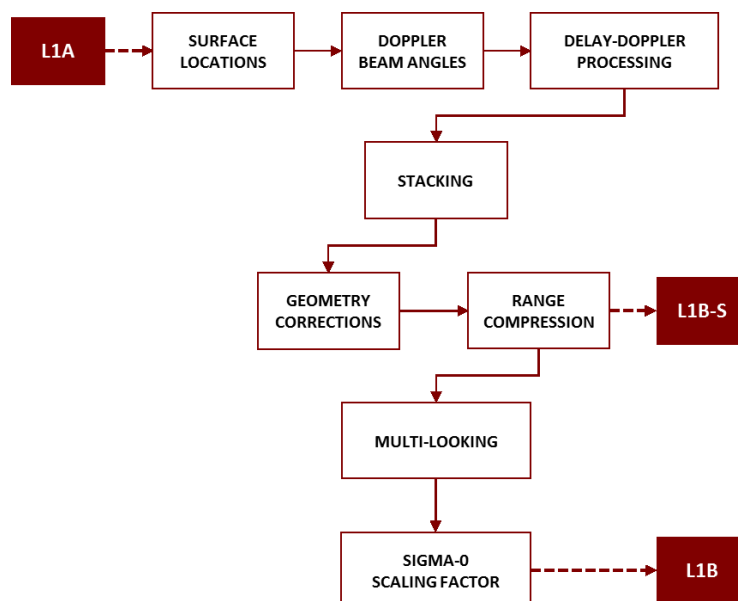 L1A
SURFACE
LOCATIONS
DOPPLER
BEAM ANGLES
DELAY-DOPPLER
PROCESSING
STACKING
GEOMETRY
CORRECTIONS
RANGE
COMPRESSION
L1B-S
MULTI-LOOKING
SIGMA-0
SCALING FACTOR
L1B